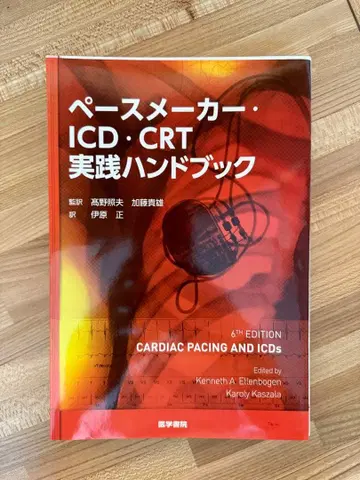 ペースメーカー・
ICD・CRT
実践ハンドブック
監訳 髙野照夫 加藤貴雄
訳 伊原 正
6TH EDITION
CARDIAC PACING AND ICDs
Edited by
Kenneth A. Ellenbogen
Karoly Kaszala
医学書院